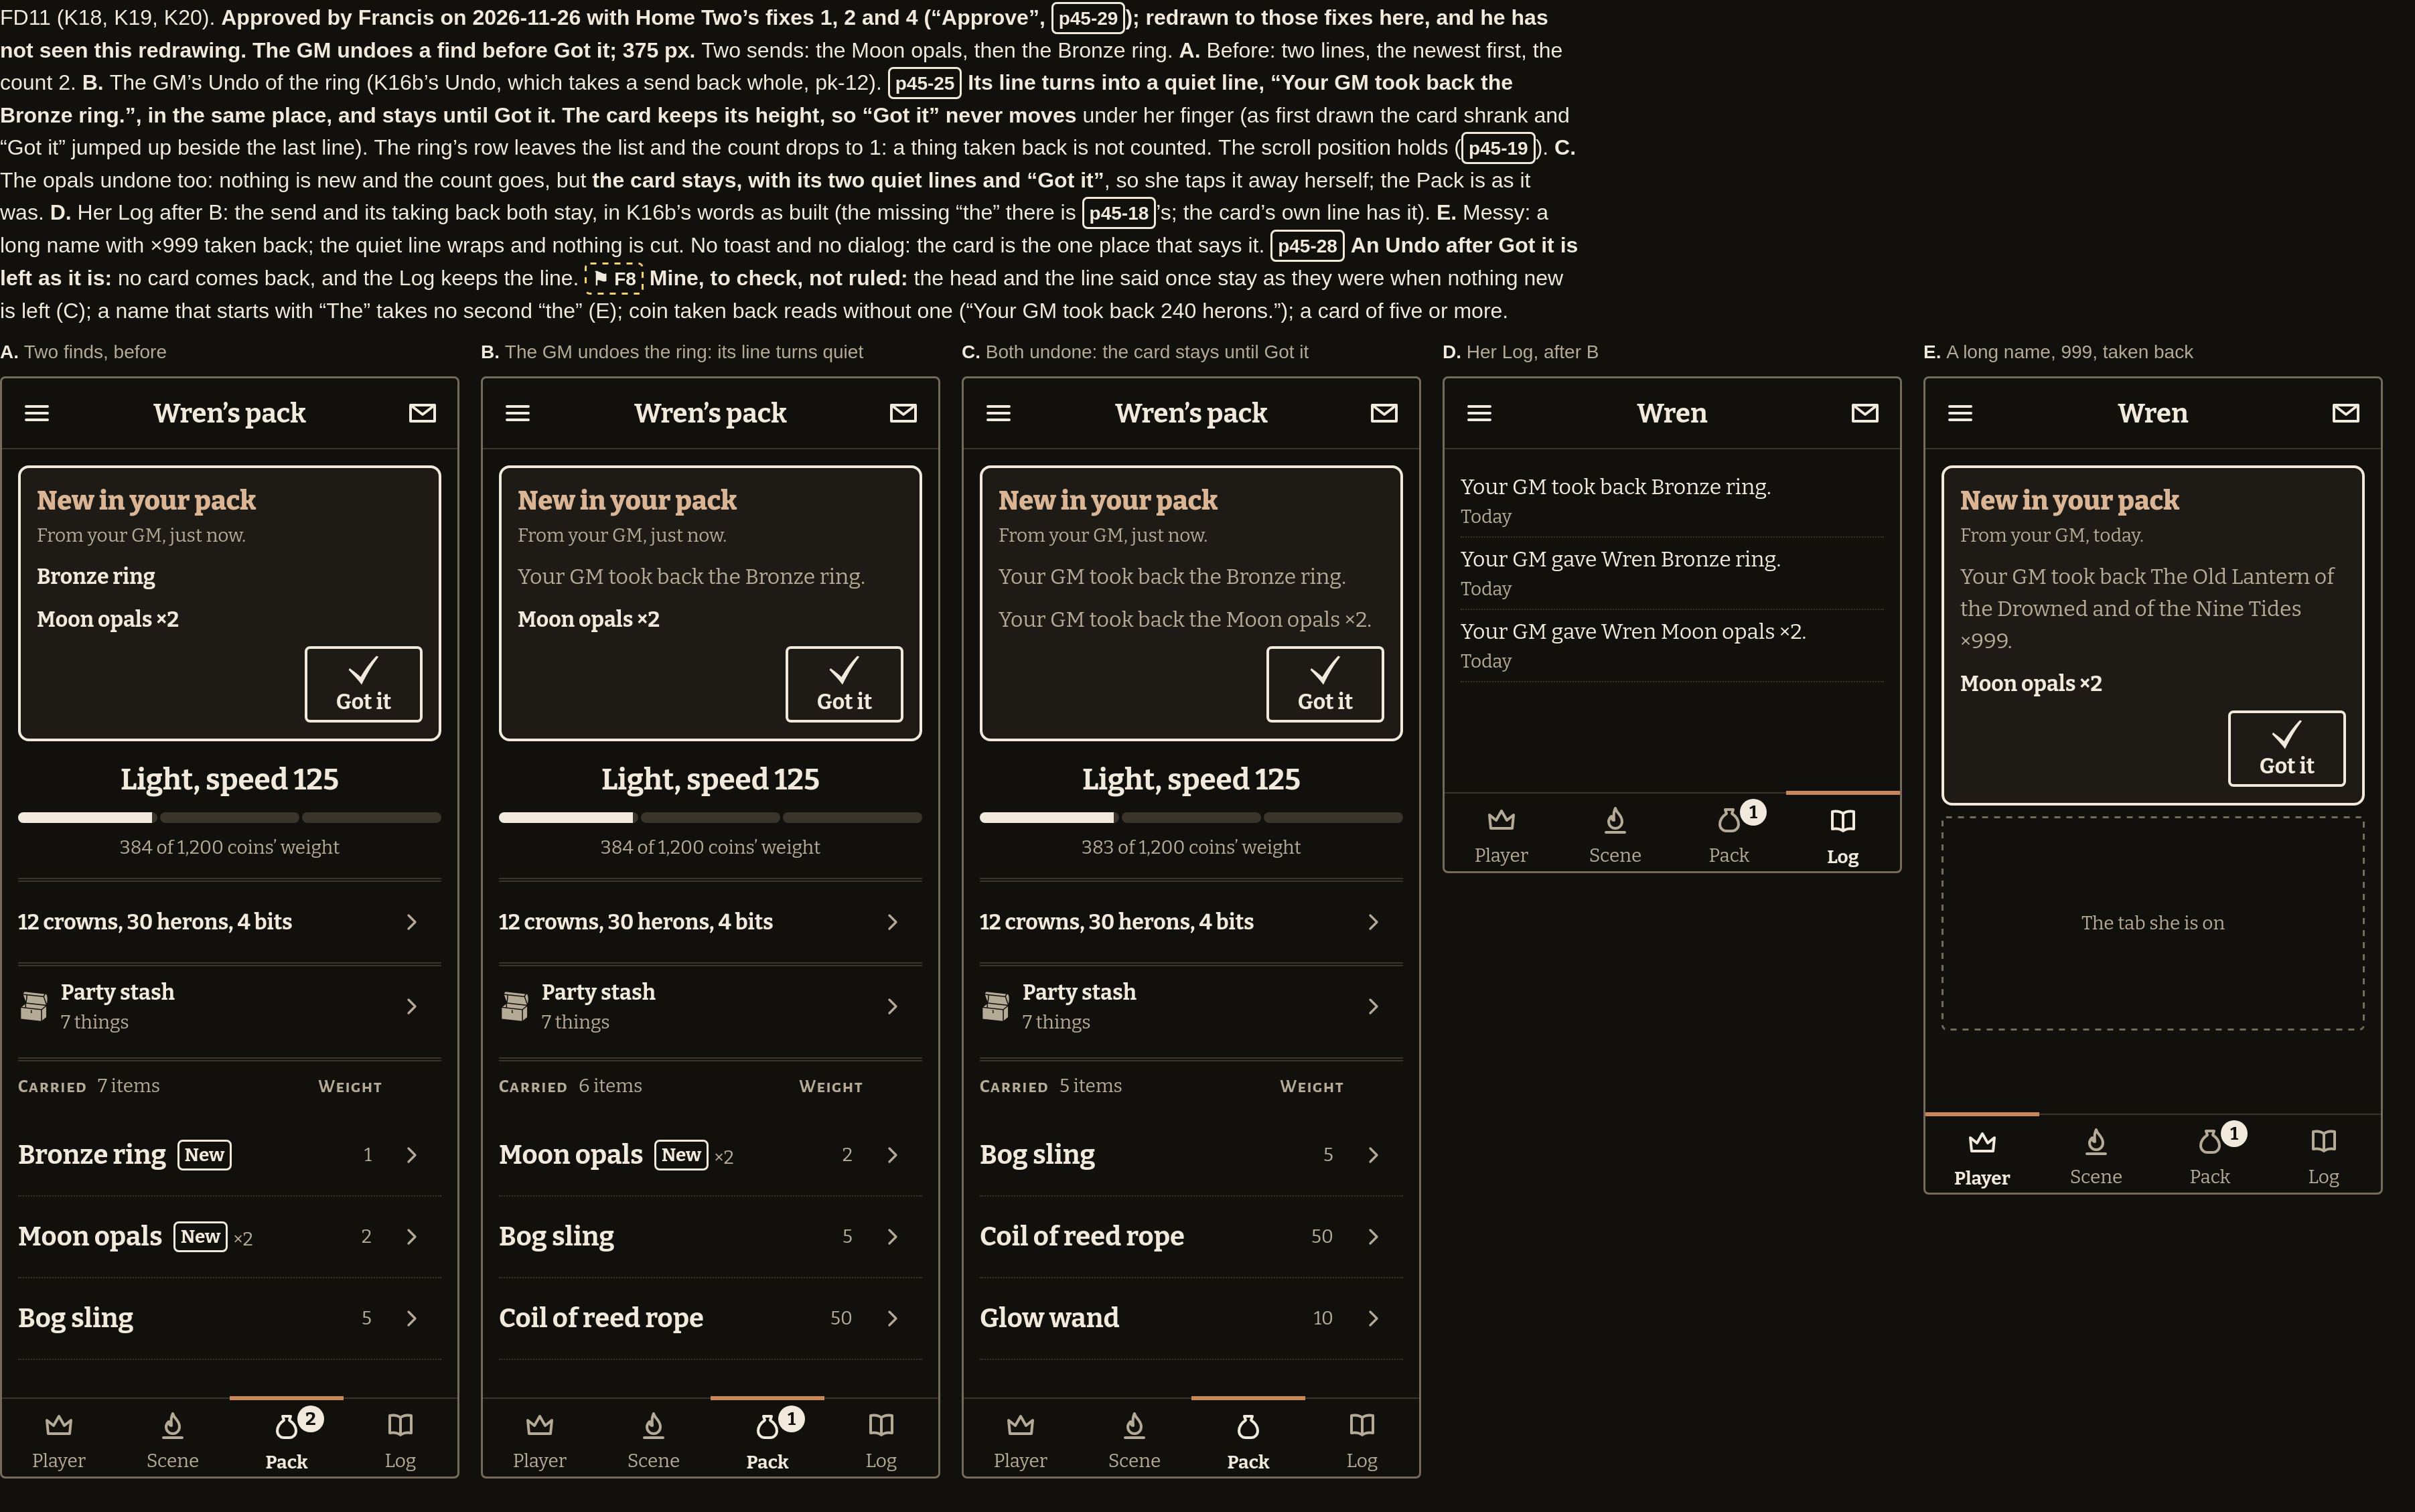 FD11 (K18, K19, K20). Approved by Francis on 2026-11-26 with Home Two’s fixes 1, 2 and 4 (“Approve”, p45-29); redrawn to those fixes here, and he has
not seen this redrawing. The GM undoes a find before Got it; 375 px. Two sends: the Moon opals, then the Bronze ring. A. Before: two lines, the newest first, the
count 2. B. The GM’s Undo of the ring (K16b’s Undo, which takes a send back whole, pk-12). p45-25 Its line turns into a quiet line, “Your GM took back the
Bronze ring.”, in the same place, and stays until Got it. The card keeps its height, so “Got it” never moves under her finger (as first drawn the card shrank and
“Got it” jumped up beside the last line). The ring’s row leaves the list and the count drops to 1: a thing taken back is not counted. The scroll position holds (p45-19). C.
The opals undone too: nothing is new and the count goes, but the card stays, with its two quiet lines and “Got it”, so she taps it away herself; the Pack is as it
was. D. Her Log after B: the send and its taking back both stay, in K16b’s words as built (the missing “the” there is p45-18’s; the card’s own line has it). E. Messy: a
long name with ×999 taken back; the quiet line wraps and nothing is cut. No toast and no dialog: the card is the one place that says it. p45-28 An Undo after Got it is
left as it is: no card comes back, and the Log keeps the line. ⚑ F8 Mine, to check, not ruled: the head and the line said once stay as they were when nothing new
is left (C); a name that starts with “The” takes no second “the” (E); coin taken back reads without one (“Your GM took back 240 herons.”); a card of five or more.
A. Two finds, before
Wren’s pack
New in your pack
From your GM, just now.
Bronze ring
Moon opals ×2
Got it
Light, speed 125
384 of 1,200 coins’ weight
12 crowns, 30 herons, 4 bits
Party stash
7 things
CARRIED 7 items WEIGHT
Bronze ring New 1
Moon opals New ×2 2
Bog sling 5
2
Player Scene Pack Log
B. The GM undoes the ring: its line turns quiet
Wren’s pack
New in your pack
From your GM, just now.
Your GM took back the Bronze ring.
Moon opals ×2
Got it
Light, speed 125
384 of 1,200 coins’ weight
12 crowns, 30 herons, 4 bits
Party stash
7 things
CARRIED 6 items WEIGHT
Moon opals New ×2 2
Bog sling 5
Coil of reed rope 50
1
Player Scene Pack Log
C. Both undone: the card stays until Got it
Wren’s pack
New in your pack
From your GM, just now.
Your GM took back the Bronze ring.
Your GM took back the Moon opals ×2.
Got it
Light, speed 125
383 of 1,200 coins’ weight
12 crowns, 30 herons, 4 bits
Party stash
7 things
CARRIED 5 items WEIGHT
Bog sling 5
Coil of reed rope 50
Glow wand 10
Player Scene Pack Log
D. Her Log, after B
Wren
Your GM took back Bronze ring.
Today
Your GM gave Wren Bronze ring.
Today
Your GM gave Wren Moon opals ×2.
Today
1
Player Scene Pack Log
E. A long name, 999, taken back
Wren
New in your pack
From your GM, today.
Your GM took back The Old Lantern of
the Drowned and of the Nine Tides
×999.
Moon opals ×2
Got it
The tab she is on
1
Player Scene Pack Log